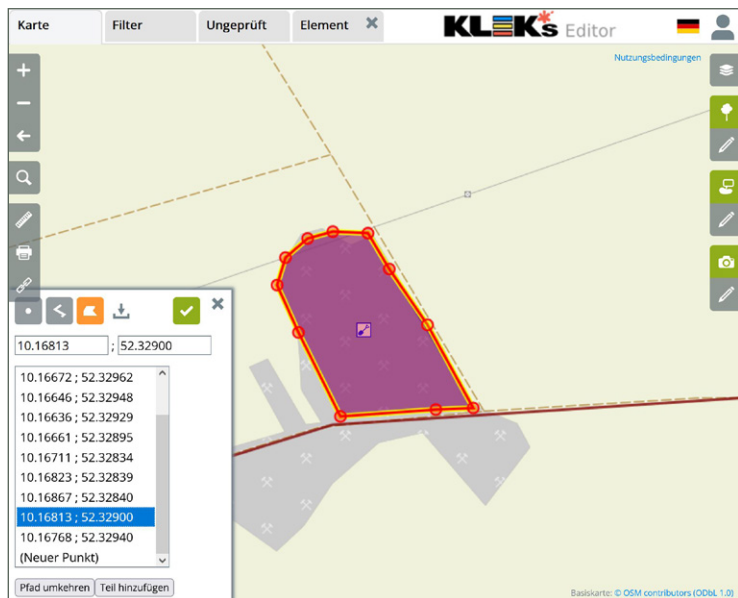 Karte Filter Ungeprüft Element KLEKs Editor
Nutzungsbedingungen
10.16813 ; 52.32900
10.16672 ; 52.32962
10.16646 ; 52.32948
10.16636 ; 52.32929
10.16661 ; 52.32895
10.16711 ; 52.32834
10.16823 ; 52.32839
10.16867 ; 52.32840
10.16813 ; 52.32900
10.16768 ; 52.32940
(Neuer Punkt)
Pfad umkehren Teil hinzufügen
Basiskarte: © OSM contributors (ODbL 1.0)